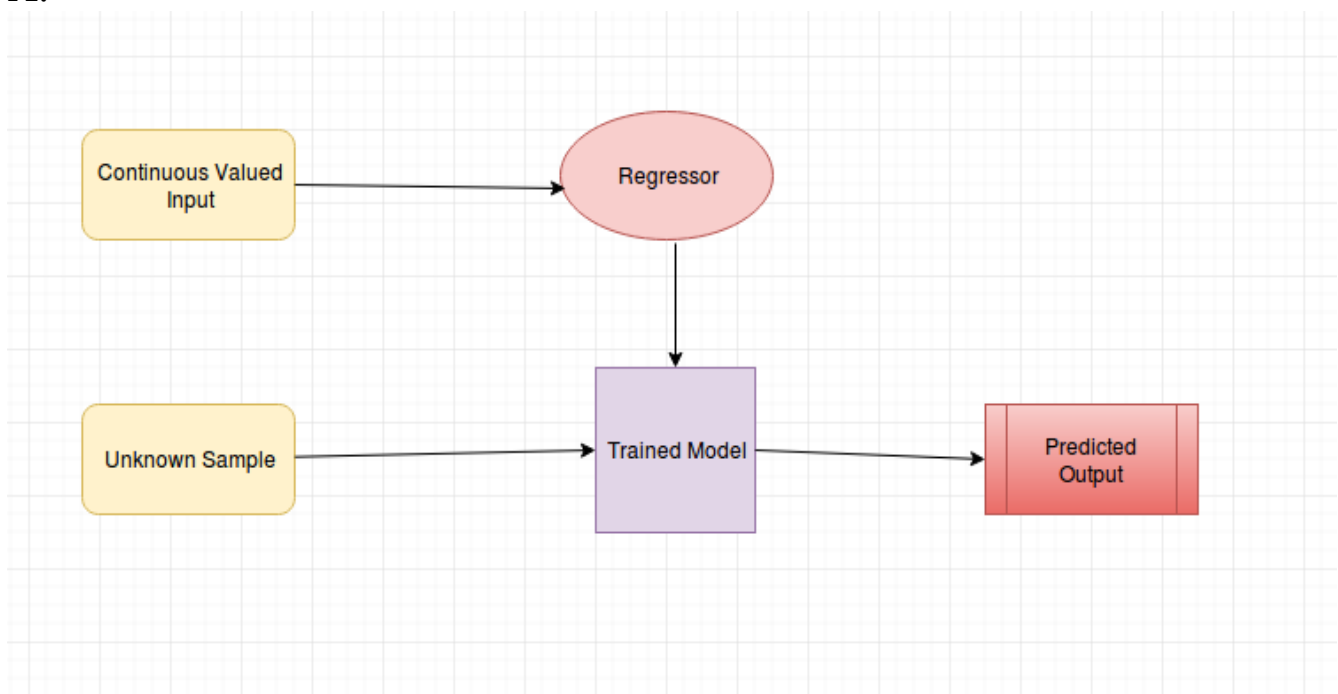 Continuous Valued
Input
Regressor
Unknown Sample
Trained Model
Predicted
Output